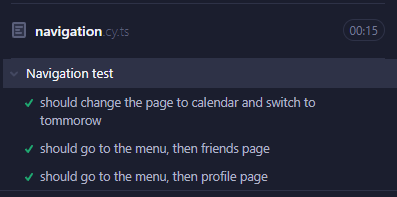 navigation.cy.ts 00:15
Navigation test
should change the page to calendar and switch to
tommorow
should go to the menu, then friends page
should go to the menu, then profile page